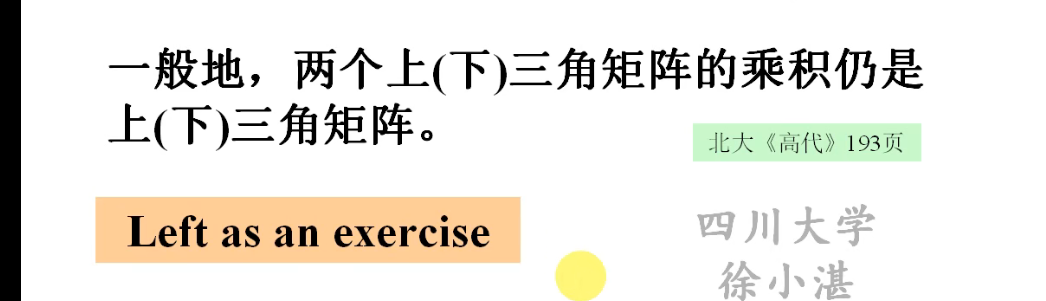 一般地，两个上(下)三角矩阵的乘积仍是
上(下)三角矩阵。
北大《高代》193页
Left as an exercise
四川大学
徐小湛